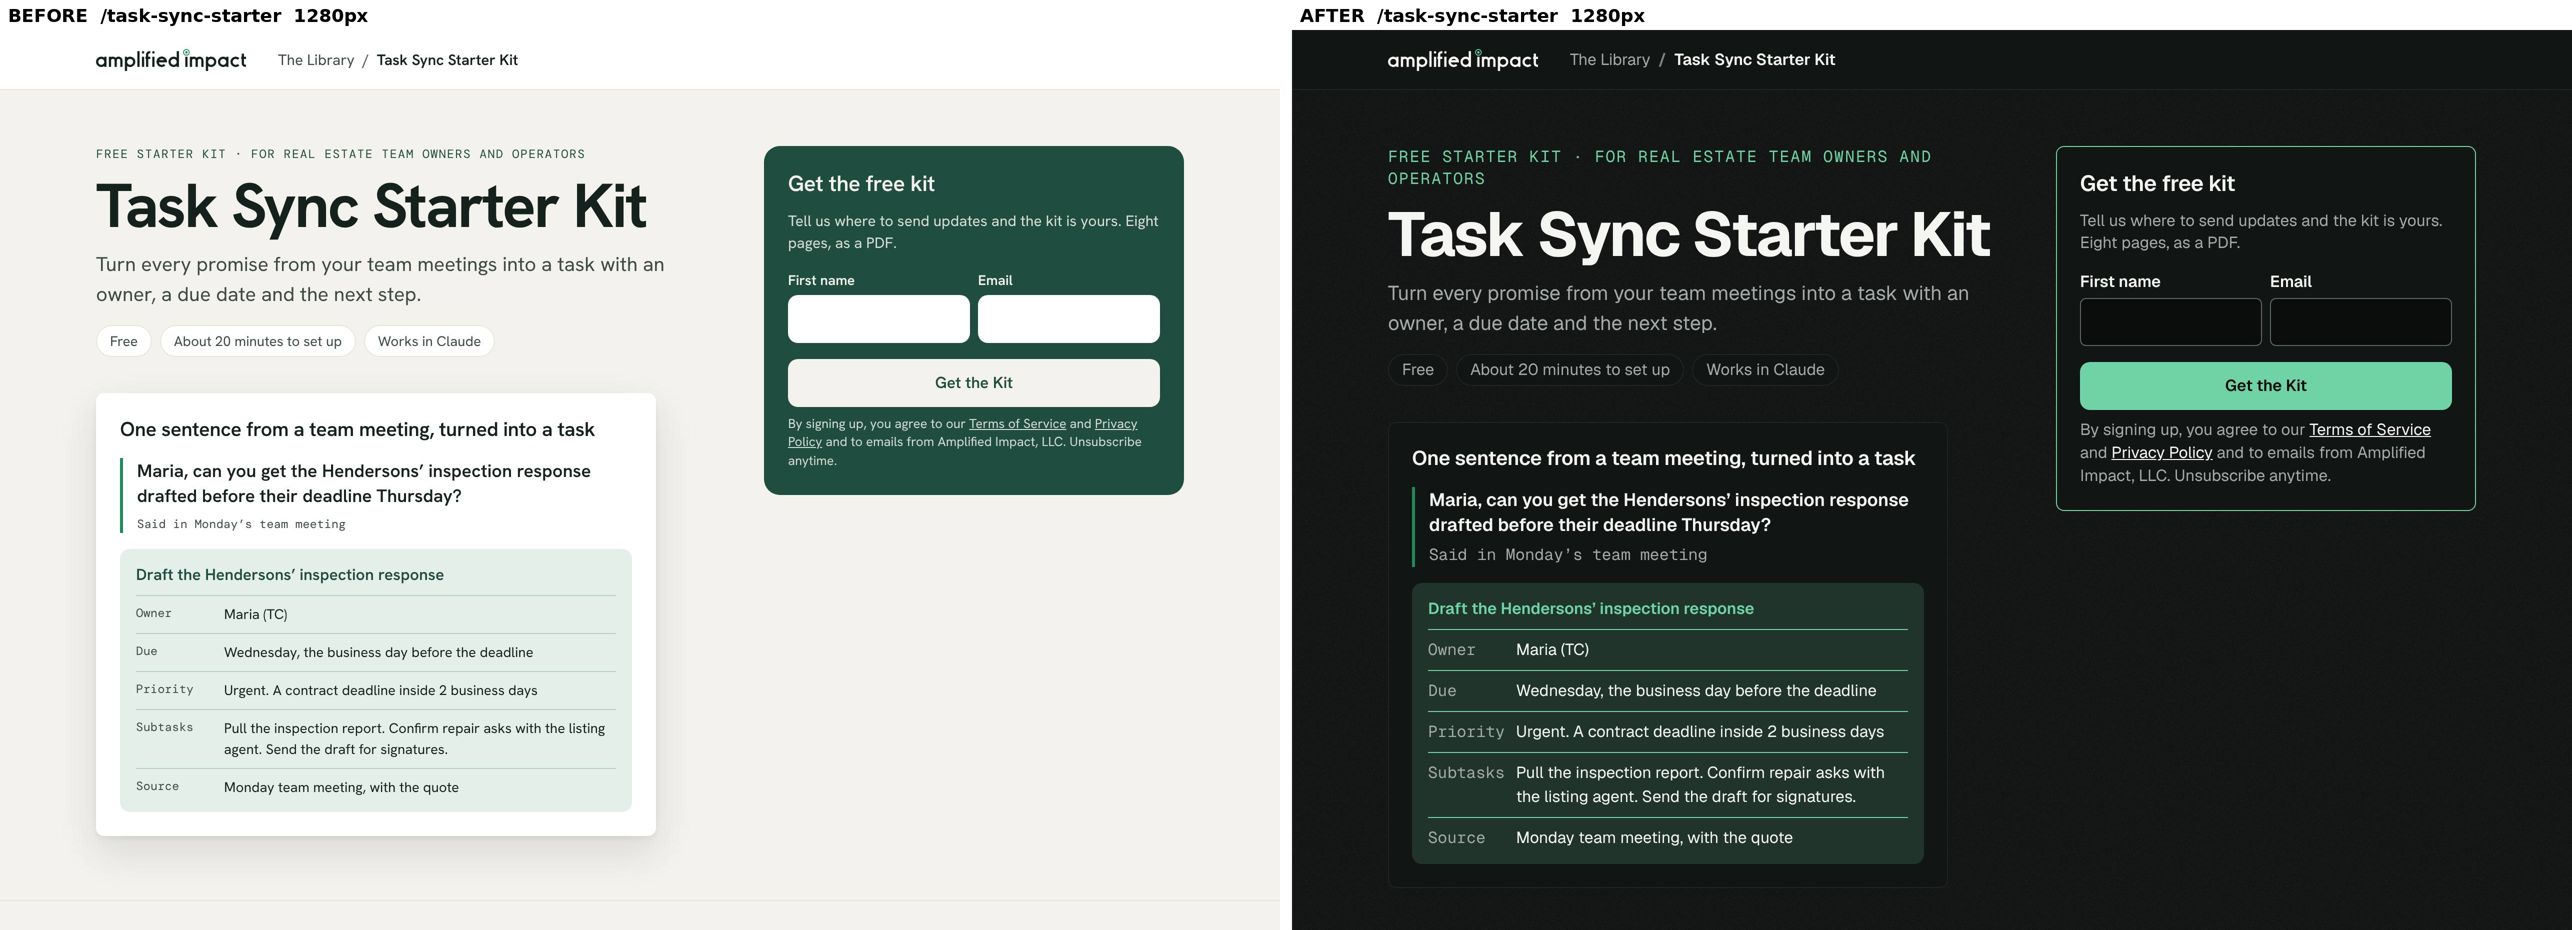 BEFORE /task-sync-starter 1280px
amplified impact The Library / Task Sync Starter Kit
FREE STARTER KIT · FOR REAL ESTATE TEAM OWNERS AND OPERATORS
Task Sync Starter Kit
Turn every promise from your team meetings into a task with an
owner, a due date and the next step.
Free About 20 minutes to set up Works in Claude
One sentence from a team meeting, turned into a task
Maria, can you get the Hendersons’ inspection response
drafted before their deadline Thursday?
Said in Monday’s team meeting
Draft the Hendersons’ inspection response
Owner Maria (TC)
Due Wednesday, the business day before the deadline
Priority Urgent. A contract deadline inside 2 business days
Subtasks Pull the inspection report. Confirm repair asks with the listing
agent. Send the draft for signatures.
Source Monday team meeting, with the quote
Get the free kit
Tell us where to send updates and the kit is yours. Eight
pages, as a PDF.
First name Email
Get the Kit
By signing up, you agree to our Terms of Service and Privacy
Policy and to emails from Amplified Impact, LLC. Unsubscribe
anytime.
AFTER /task-sync-starter 1280px
amplified impact The Library / Task Sync Starter Kit
FREE STARTER KIT · FOR REAL ESTATE TEAM OWNERS AND
OPERATORS
Task Sync Starter Kit
Turn every promise from your team meetings into a task with an
owner, a due date and the next step.
Free About 20 minutes to set up Works in Claude
One sentence from a team meeting, turned into a task
Maria, can you get the Hendersons’ inspection response
drafted before their deadline Thursday?
Said in Monday’s team meeting
Draft the Hendersons’ inspection response
Owner Maria (TC)
Due Wednesday, the business day before the deadline
Priority Urgent. A contract deadline inside 2 business days
Subtasks Pull the inspection report. Confirm repair asks with
the listing agent. Send the draft for signatures.
Source Monday team meeting, with the quote
Get the free kit
Tell us where to send updates and the kit is yours.
Eight pages, as a PDF.
First name Email
Get the Kit
By signing up, you agree to our Terms of Service
and Privacy Policy and to emails from Amplified
Impact, LLC. Unsubscribe anytime.